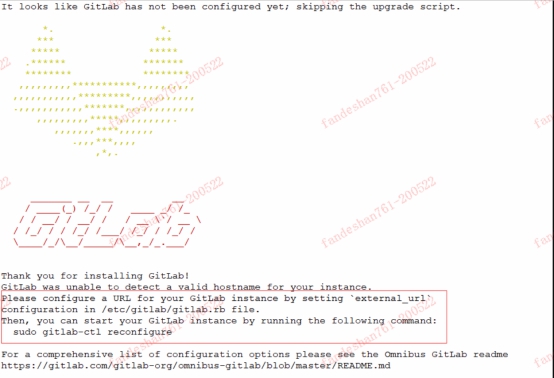 It looks like GitLab has not been configured yet; skipping the upgrade script.
Thank you for installing GitLab!
GitLab was unable to detect a valid hostname for your instance.
Please configure a URL for your GitLab instance by setting `external_url`
configuration in /etc/gitlab/gitlab.rb file.
Then, you can start your GitLab instance by running the following command:
sudo gitlab-ctl reconfigure
For a comprehensive list of configuration options please see the Omnibus GitLab readme
https://gitlab.com/gitlab-org/omnibus-gitlab/blob/master/README.md
fandeshan761-200522
fandeshan761-200522
fandeshan761-200522
fandeshan761-200522